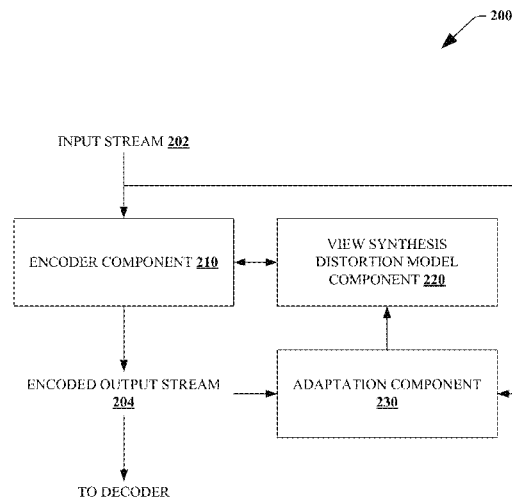 200
INPUT STREAM 202
ENCODER COMPONENT 210
VIEW SYNTHESIS
DISTORTION MODEL
COMPONENT 220
ENCODED OUTPUT STREAM
204
ADAPTATION COMPONENT
230
TO DECODER